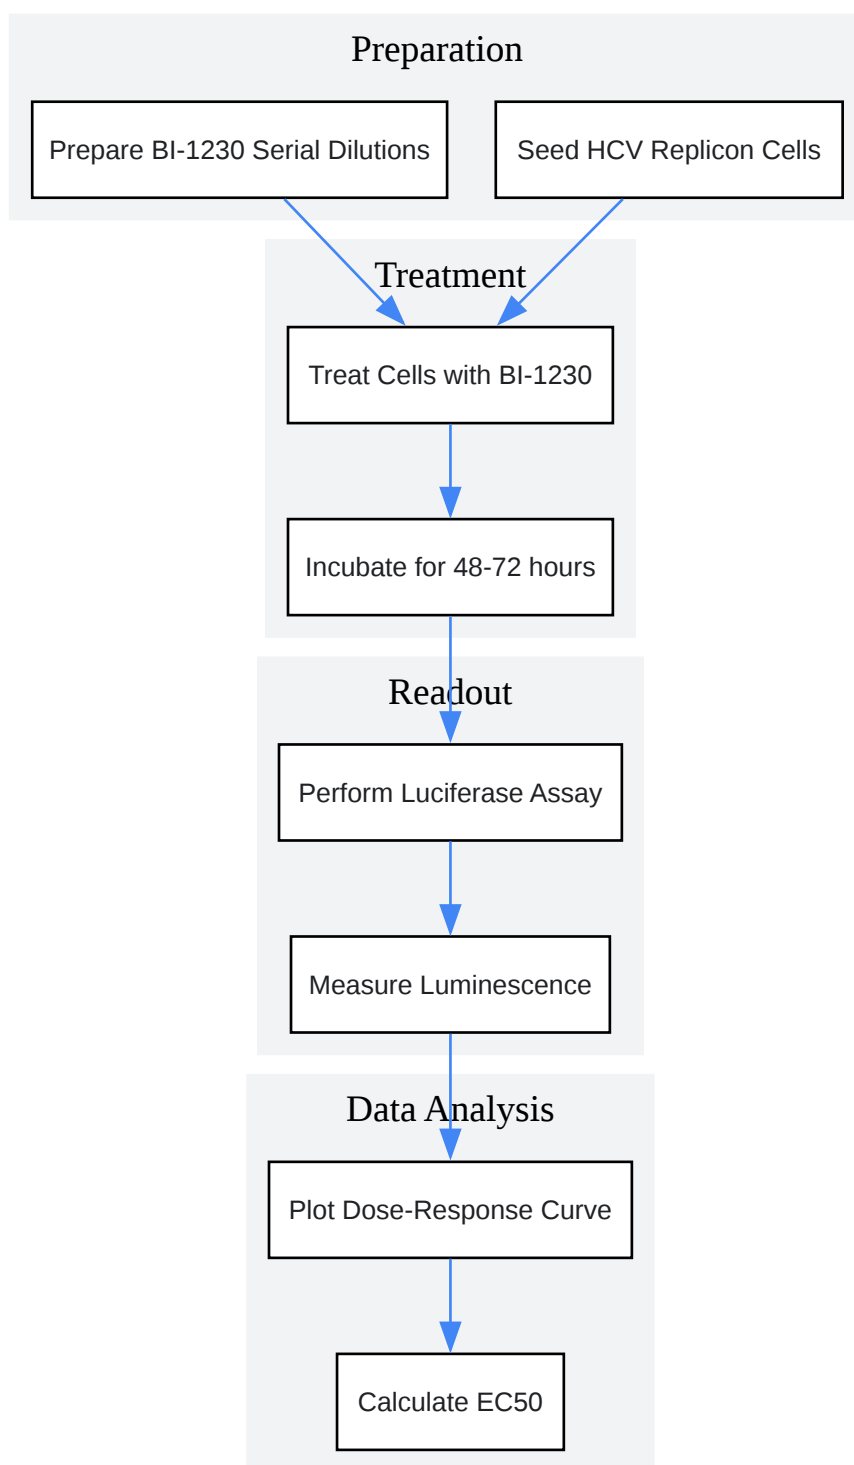 Preparation
Prepare BI-1230 Serial Dilutions
Seed HCV Replicon Cells
Treatment
Treat Cells with BI-1230
Incubate for 48-72 hours
Readout
Perform Luciferase Assay
Measure Luminescence
Data Analysis
Plot Dose-Response Curve
Calculate EC50